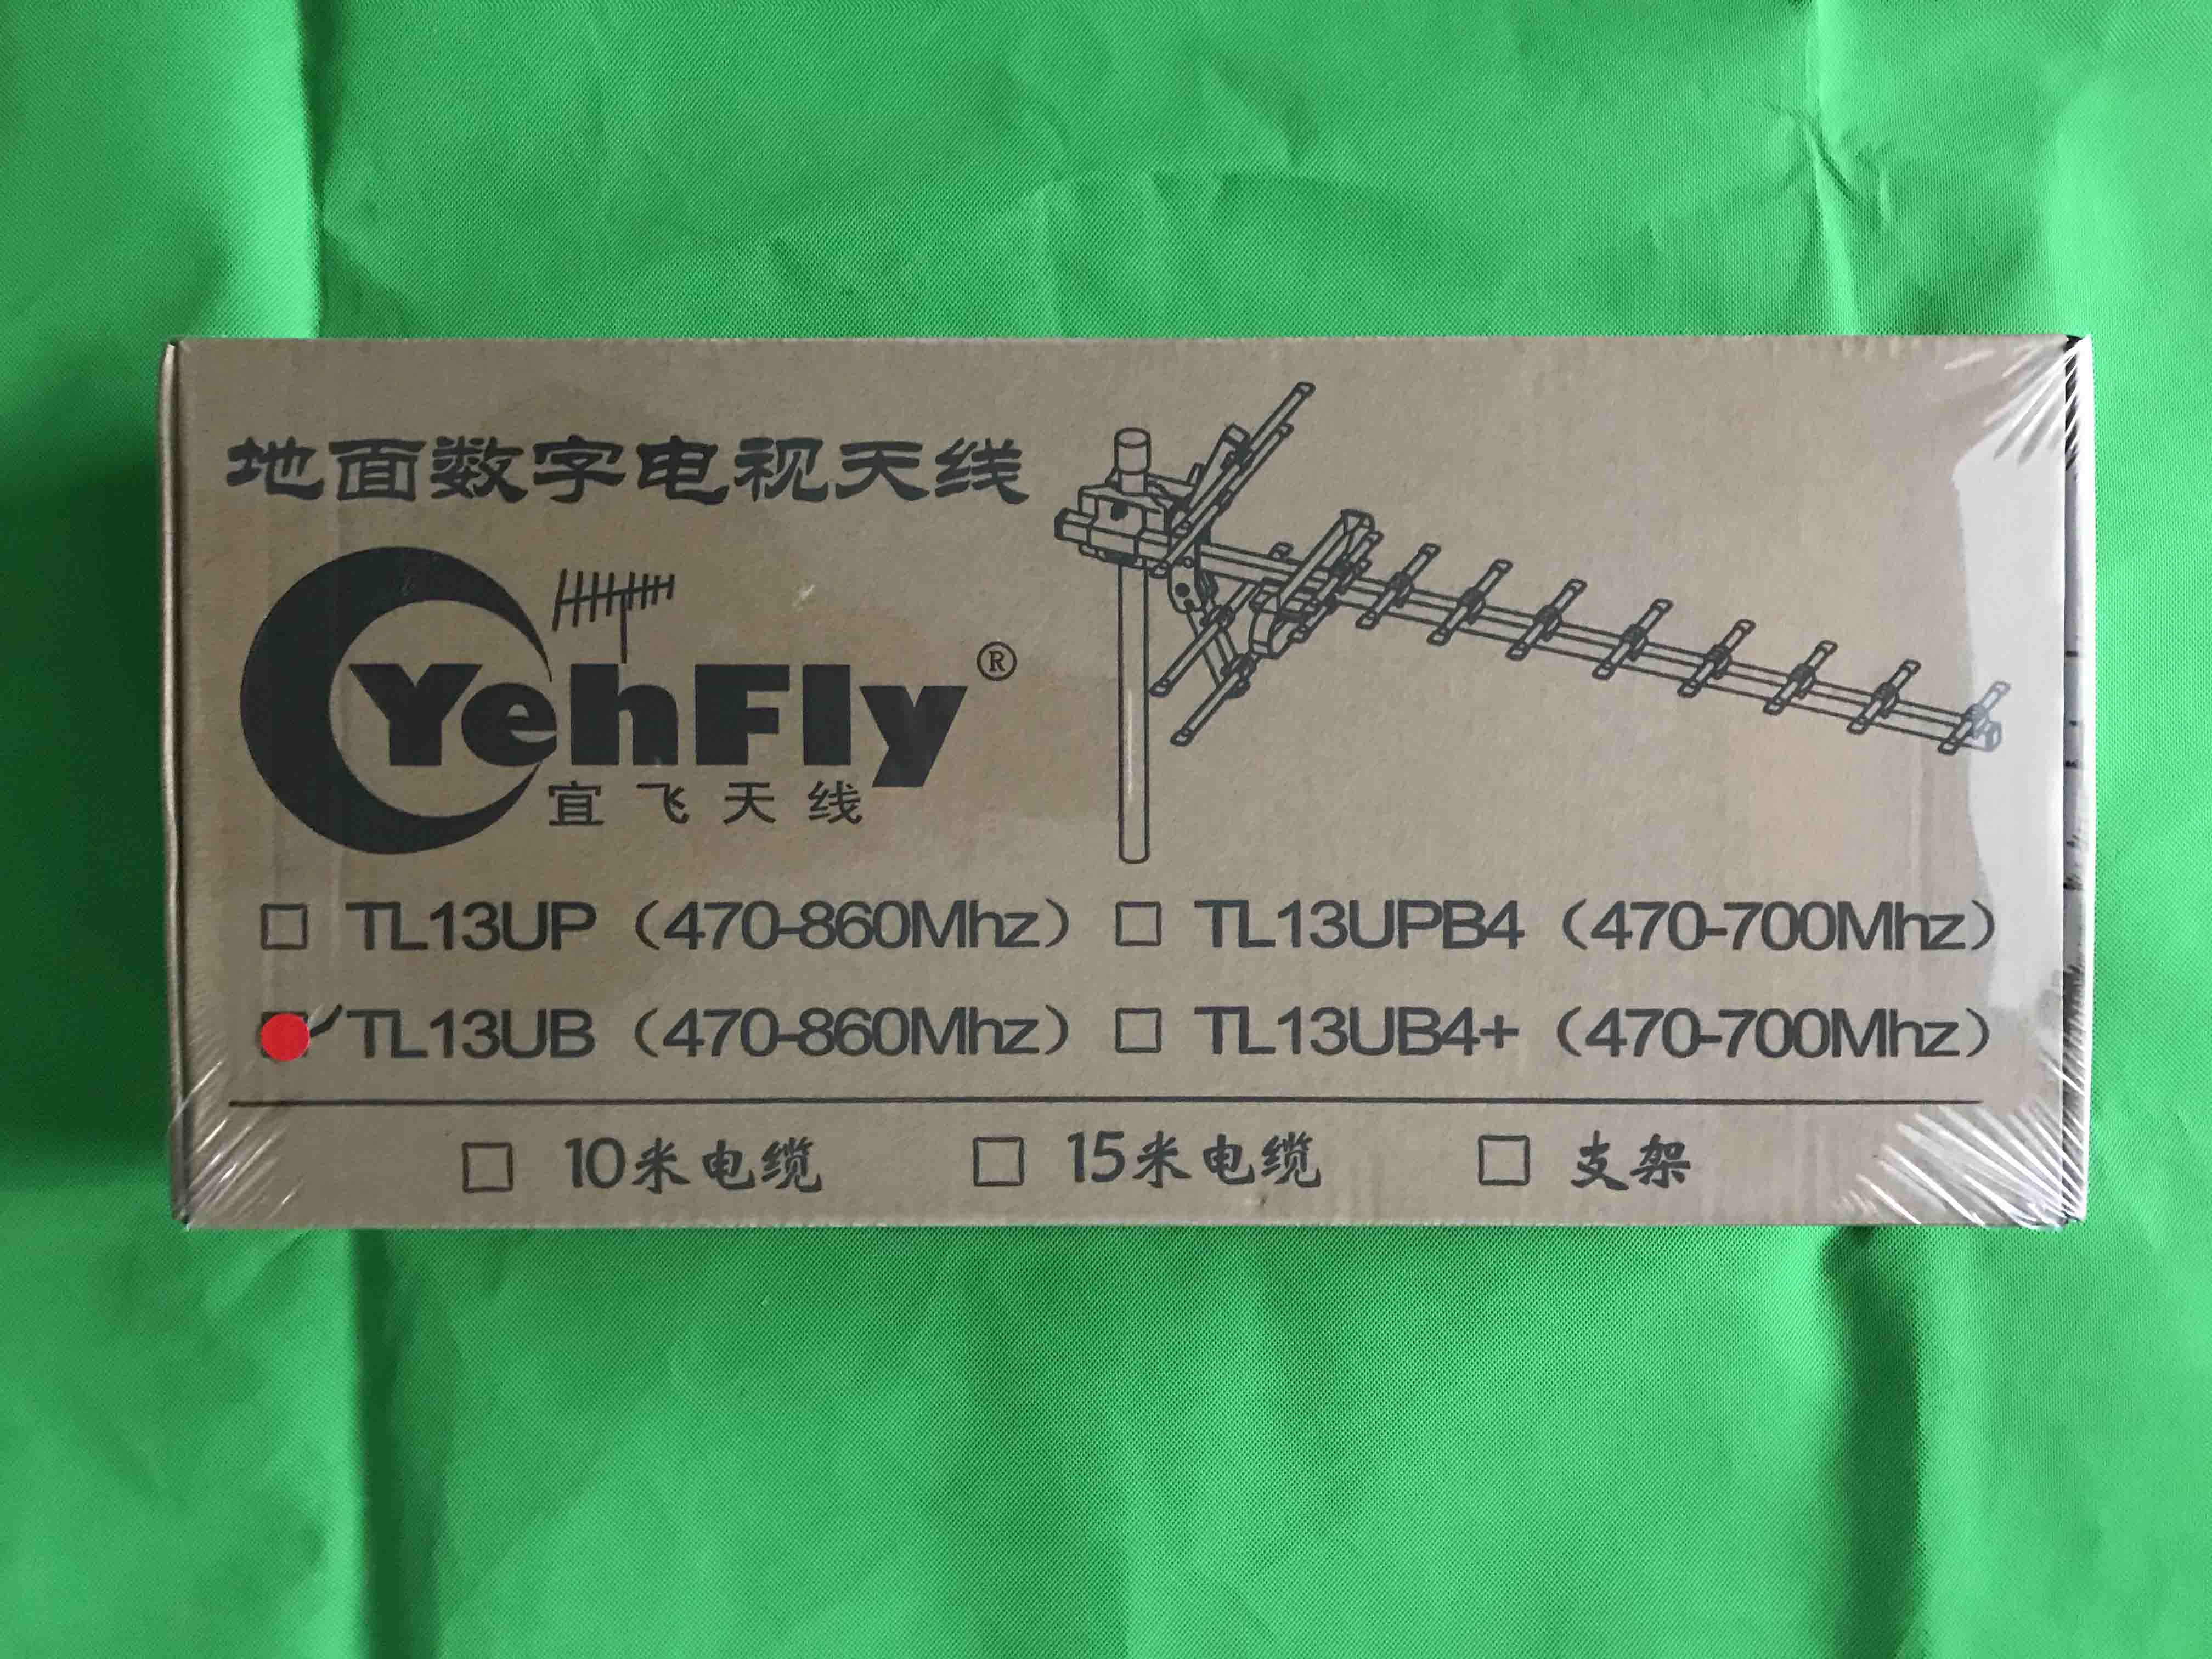 地面数字电视天线
YehFly®
宜飞天线
TL13UP（470-860Mhz） TL13UPB4（470-700Mhz）
TL13UB（470-860Mhz） TL13UB4+（470-700Mhz）
10米电缆 15米电缆 支架